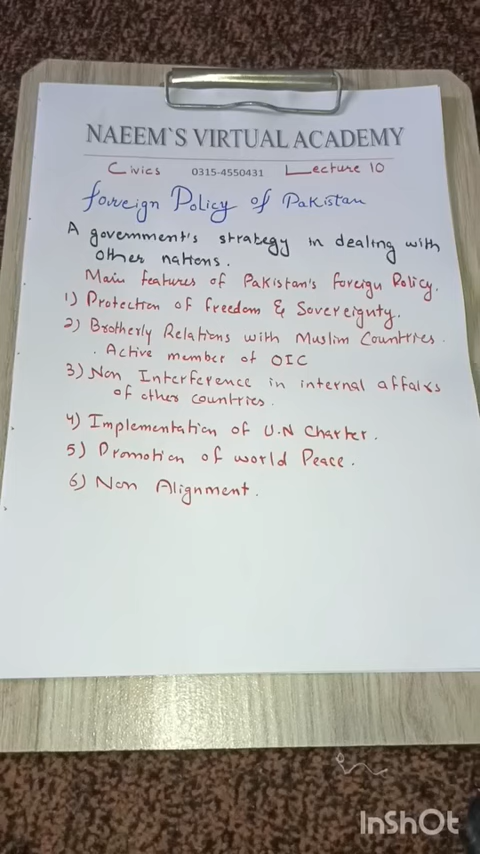 NAEEM`S VIRTUAL ACADEMY
Civics 0315-4550431 Lecture 10
Foreign Policy of Pakistan
A government's strategy in dealing with
other nations.
Main features of Pakistan's Foreign Policy.
1) Protection of freedom & Sovereignty.
2) Brotherly Relations with Muslim Countries.
. Active member of OIC
3) Non Interference in internal affairs
of other countries.
4) Implementation of U.N Charter.
5) Promotion of world Peace.
6) Non Alignment.
InShOt